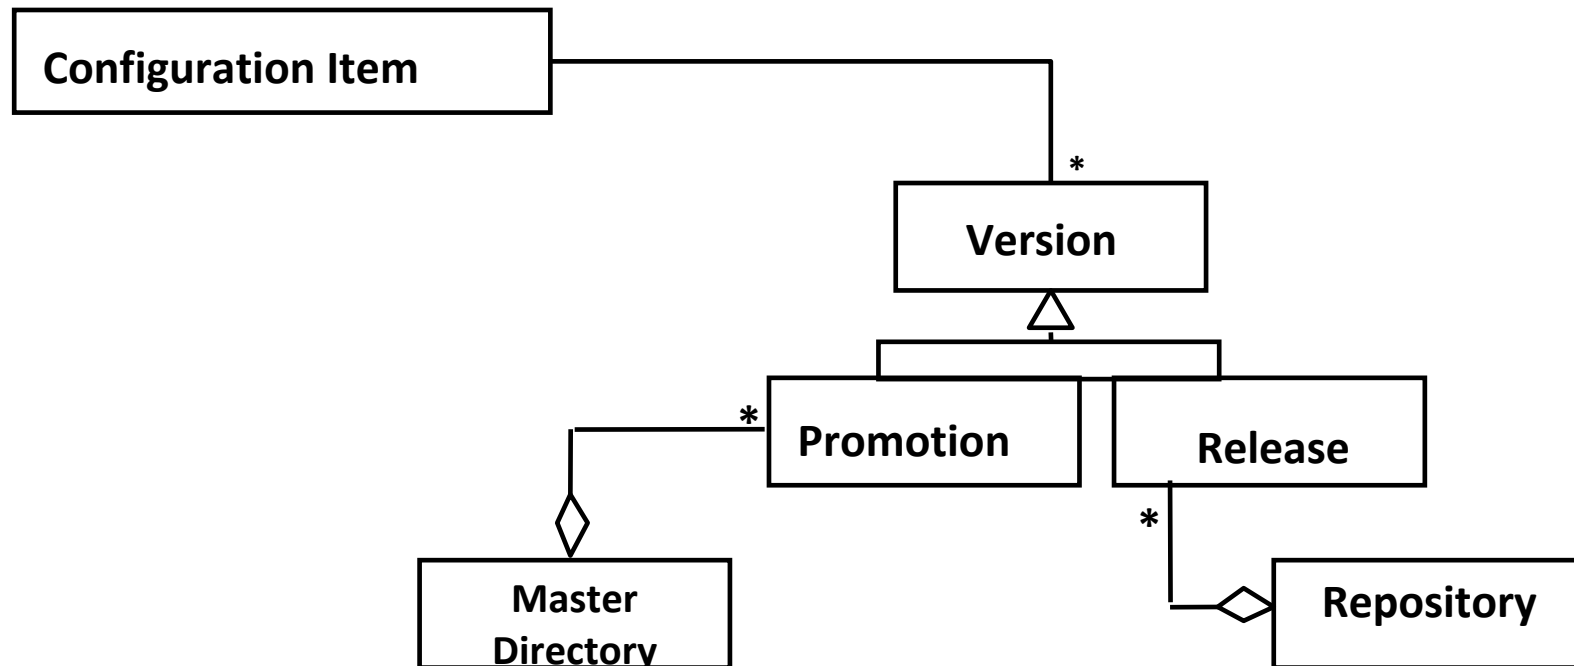 Configuration Item
*
Version
*
Promotion
Release
*
Master
Directory
Repository